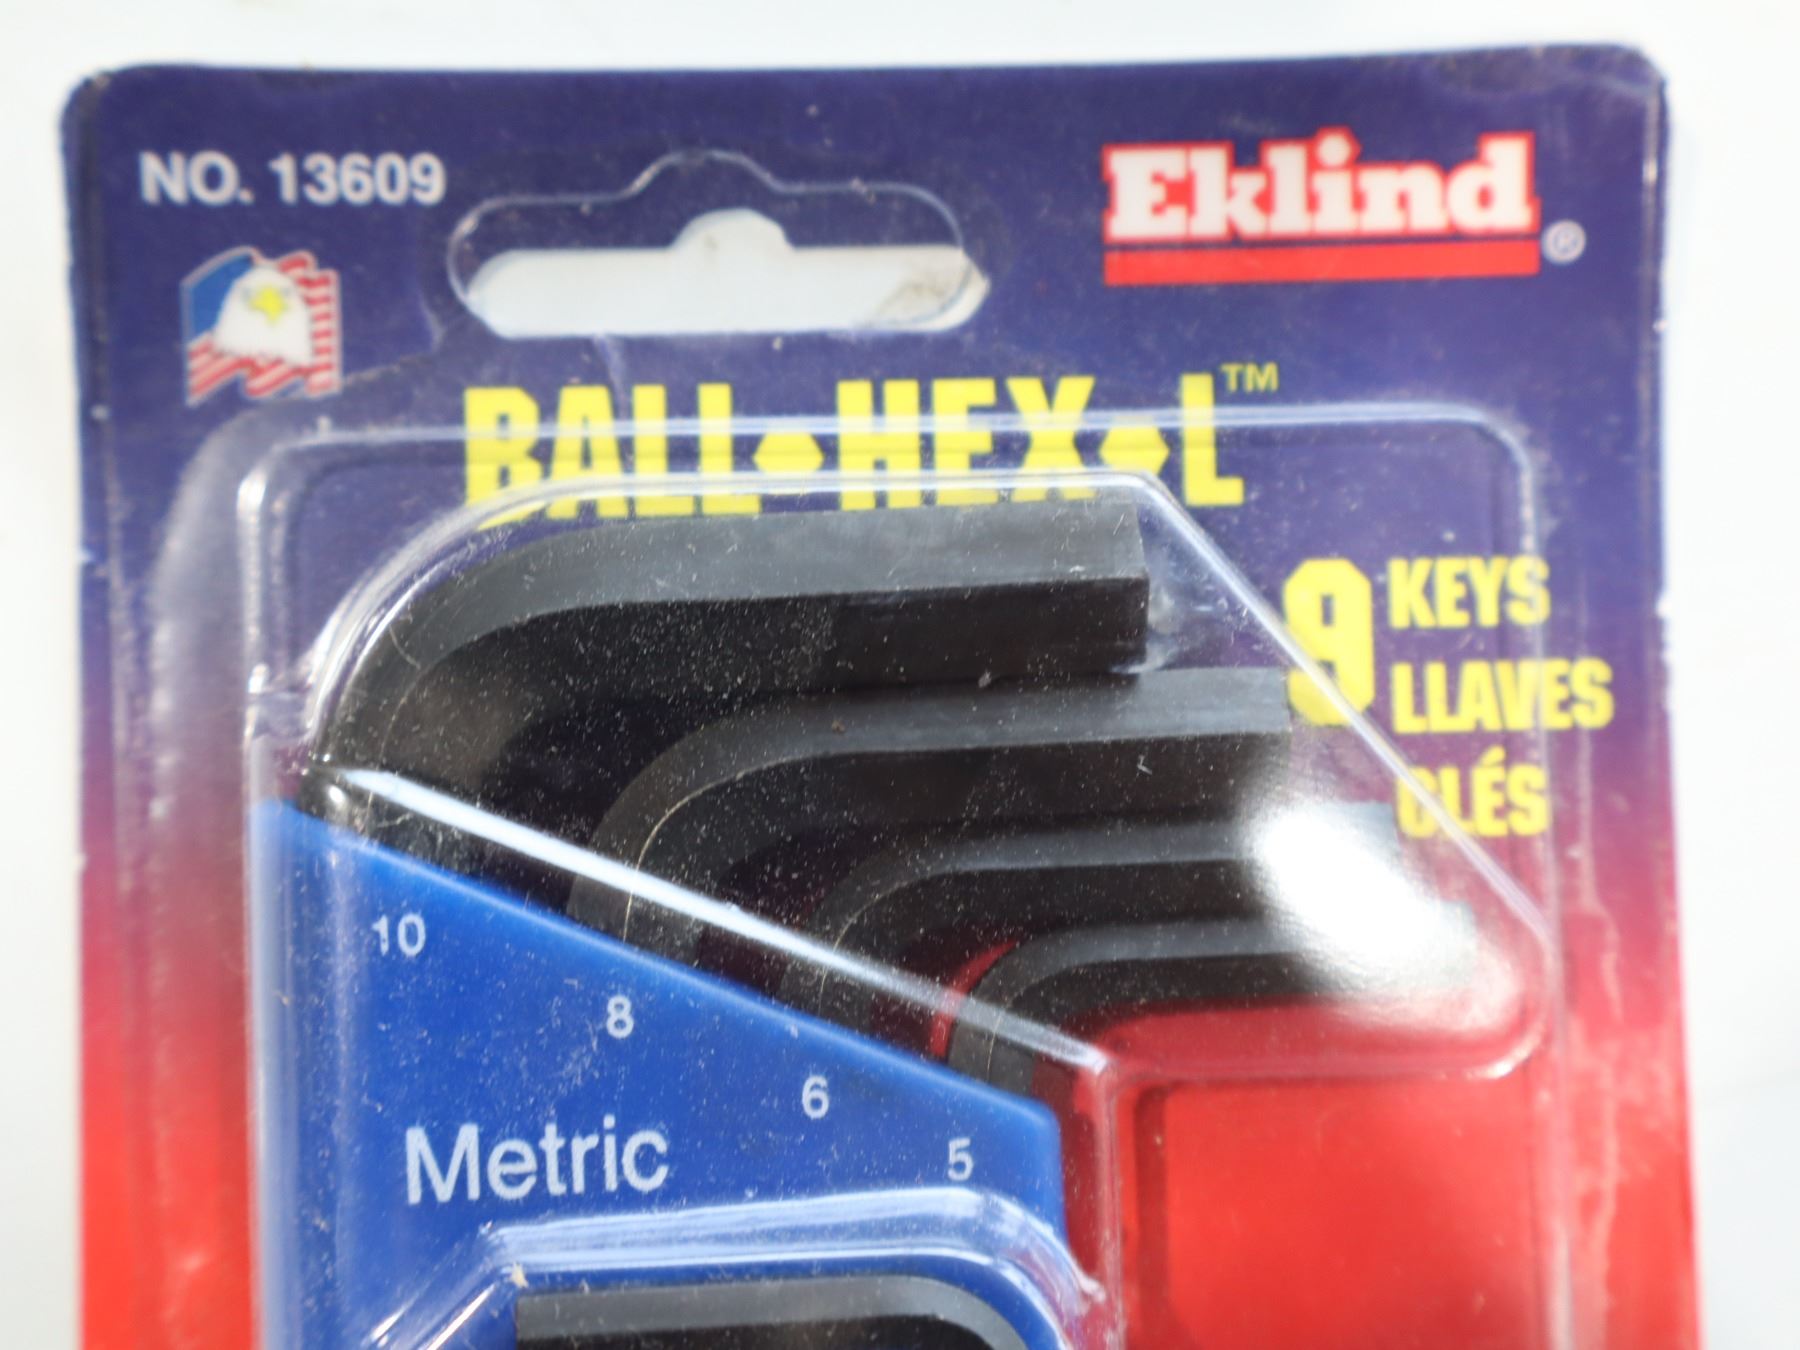 NO. 13609
Eklind®
BALL◆HEX◆L™
9 KEYS
LLAVES
CLÉS
10
8
6
5
Metric